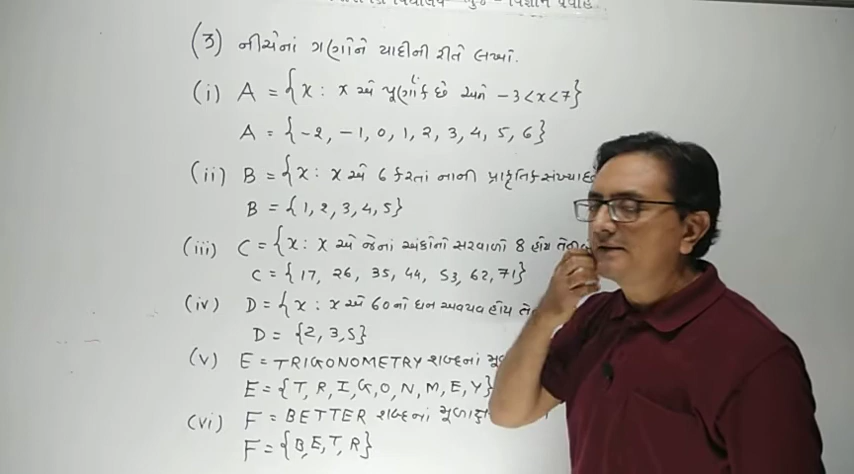 (3) નીચેનાં ગણોને યાદીની રીતે લખો.
(i) A = {x : x એ પૂર્ણાંક છે અને -3 < x < 7}
A = {-2, -1, 0, 1, 2, 3, 4, 5, 6}
(ii) B = {x : x એ 6 કરતાં નાની પ્રાકૃતિક સંખ્યા
B = {1, 2, 3, 4, 5}
(iii) C = {x : x એ જેનાં અંકોનો સરવાળો 8 હોય તેવી
C = {17, 26, 35, 44, 53, 62, 71}
(iv) D = {x : x એ 60નો ધન અવયવ હોય
D = {2, 3, 5}
(v) E = TRIGONOMETRY શબ્દનાં
E = {T, R, I, G, O, N, M, E, Y}
(vi) F = BETTER શબ્દનાં
F = {B, E, T, R}